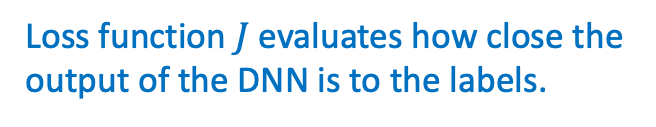 Loss function J evaluates how close the
output of the DNN is to the labels.